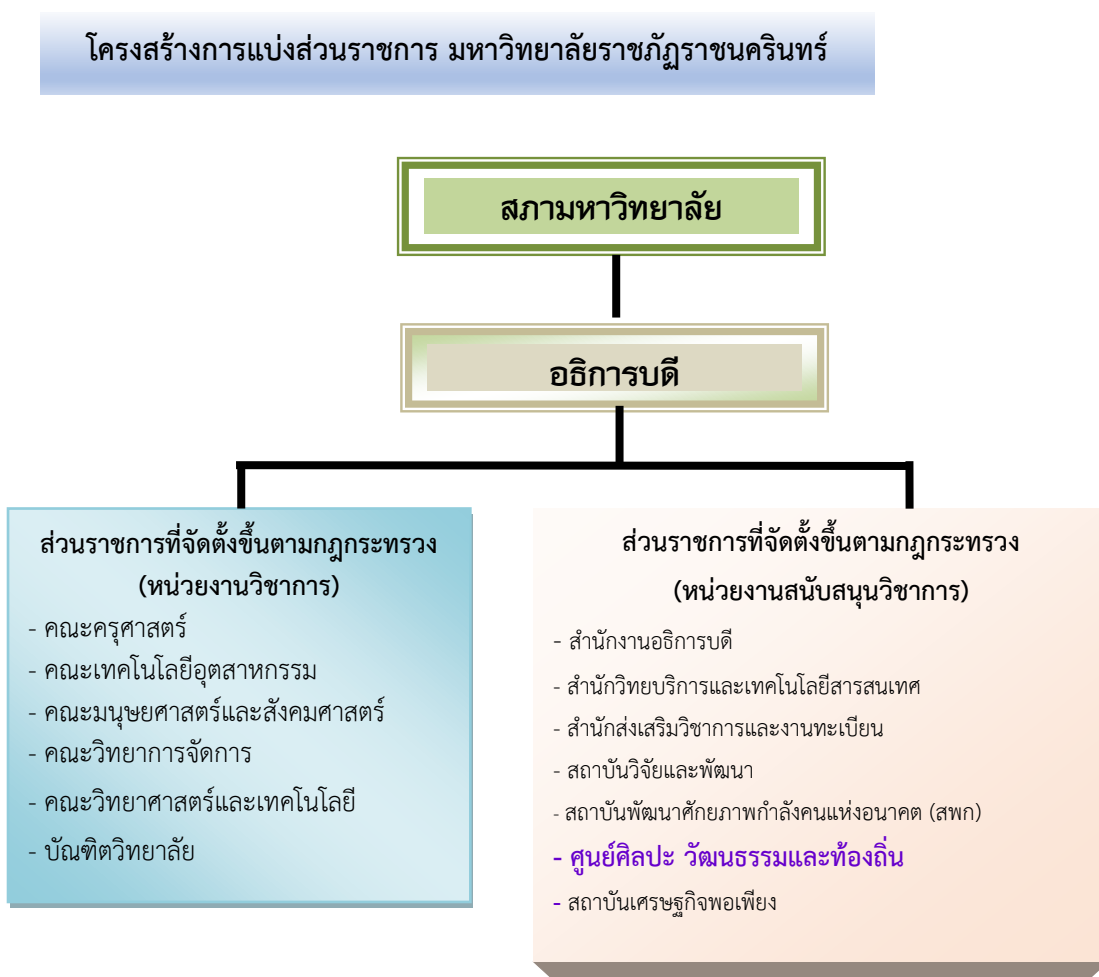 โครงสร้างการแบ่งส่วนราชการ มหาวิทยาลัยราชภัฏราชนครินทร์
สภามหาวิทยาลัย
อธิการบดี
ส่วนราชการที่จัดตั้งขึ้นตามกฎกระทรวง
(หน่วยงานวิชาการ)
- คณะครุศาสตร์
- คณะเทคโนโลยีอุตสาหกรรม
- คณะมนุษยศาสตร์และสังคมศาสตร์
- คณะวิทยาการจัดการ
- คณะวิทยาศาสตร์และเทคโนโลยี
- บัณฑิตวิทยาลัย
ส่วนราชการที่จัดตั้งขึ้นตามกฎกระทรวง
(หน่วยงานสนับสนุนวิชาการ)
- สำนักงานอธิการบดี
- สำนักวิทยบริการและเทคโนโลยีสารสนเทศ
- สำนักส่งเสริมวิชาการและงานทะเบียน
- สถาบันวิจัยและพัฒนา
- สถาบันพัฒนาศักยภาพกำลังคนแห่งอนาคต (สพก)
- ศูนย์ศิลปะ วัฒนธรรมและท้องถิ่น
- สถาบันเศรษฐกิจพอเพียง